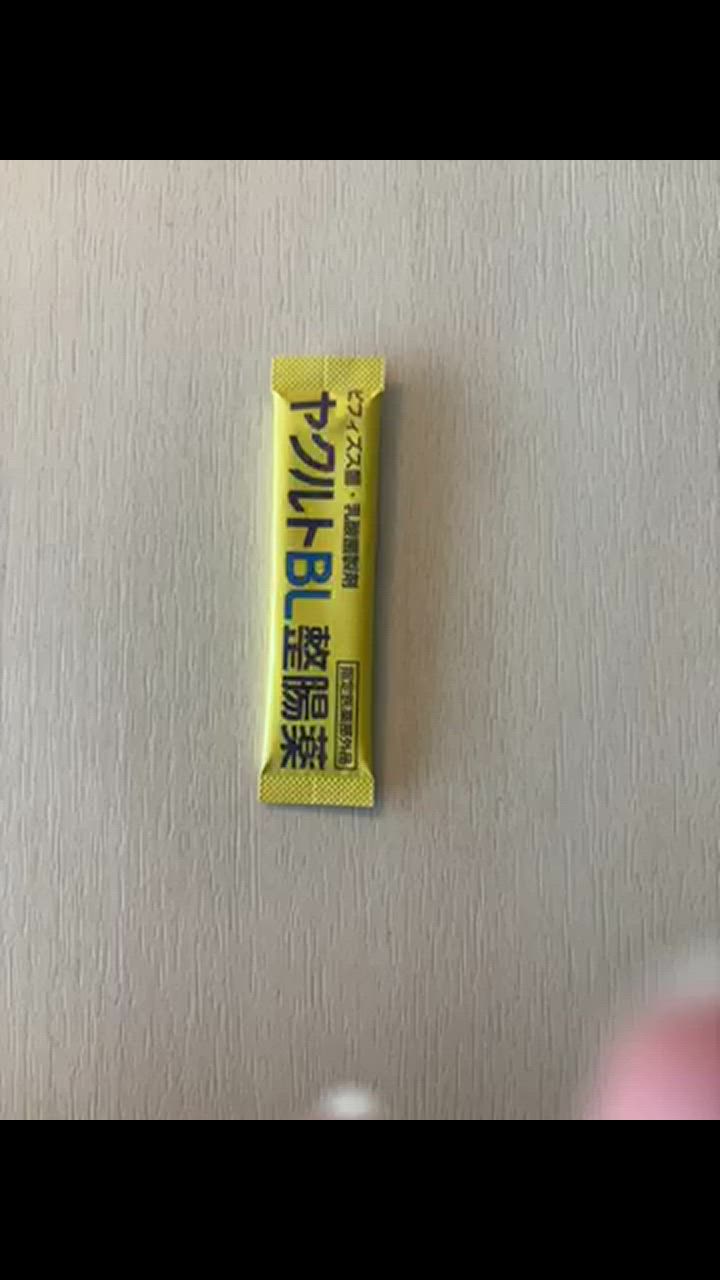 ビフィズス菌・乳酸菌製剤
ヤクルトBL整腸薬
指定医薬部外品